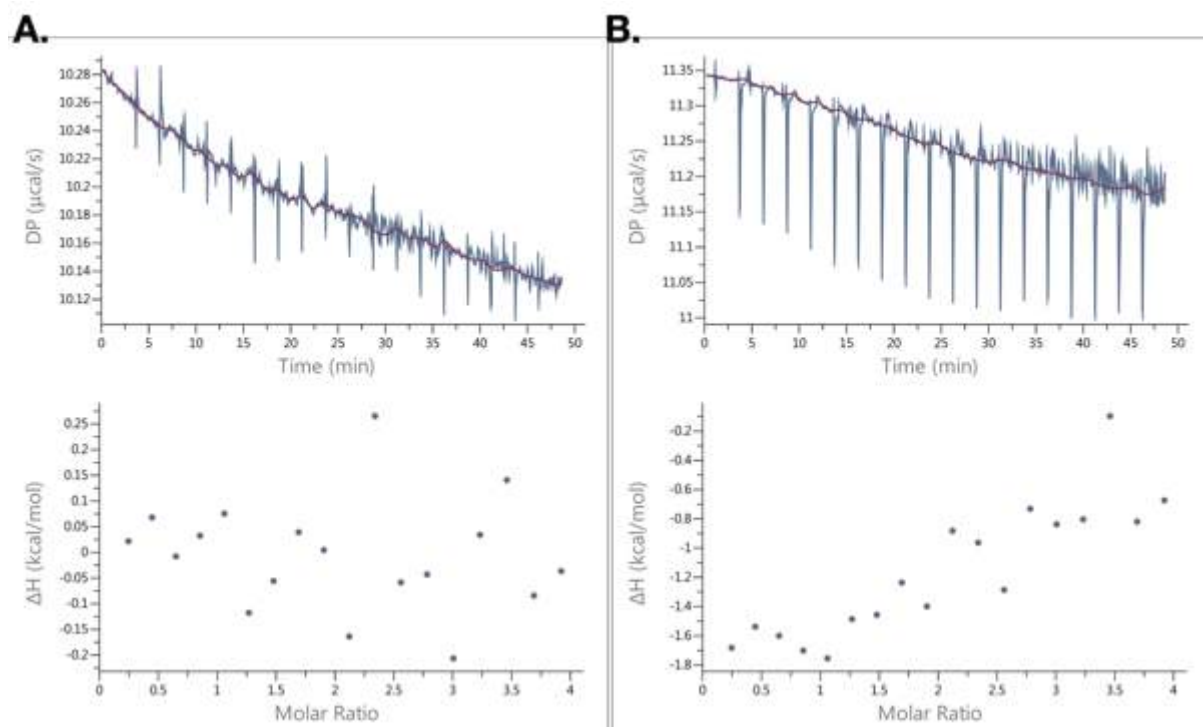 A.
B.
10.28
10.26
10.24
10.22
10.2
10.18
10.16
10.14
10.12
DP (µcal/s)
0 5 10 15 20 25 30 35 40 45 50
Time (min)
11.35
11.3
11.25
11.2
11.15
11.1
11.05
11
DP (µcal/s)
0 5 10 15 20 25 30 35 40 45 50
Time (min)
0.25
0.2
0.15
0.1
0.05
0
-0.05
-0.1
-0.15
-0.2
ΔH (kcal/mol)
0 0.5 1 1.5 2 2.5 3 3.5 4
Molar Ratio
-0.2
-0.4
-0.6
-0.8
-1
-1.2
-1.4
-1.6
-1.8
ΔH (kcal/mol)
0 0.5 1 1.5 2 2.5 3 3.5 4
Molar Ratio